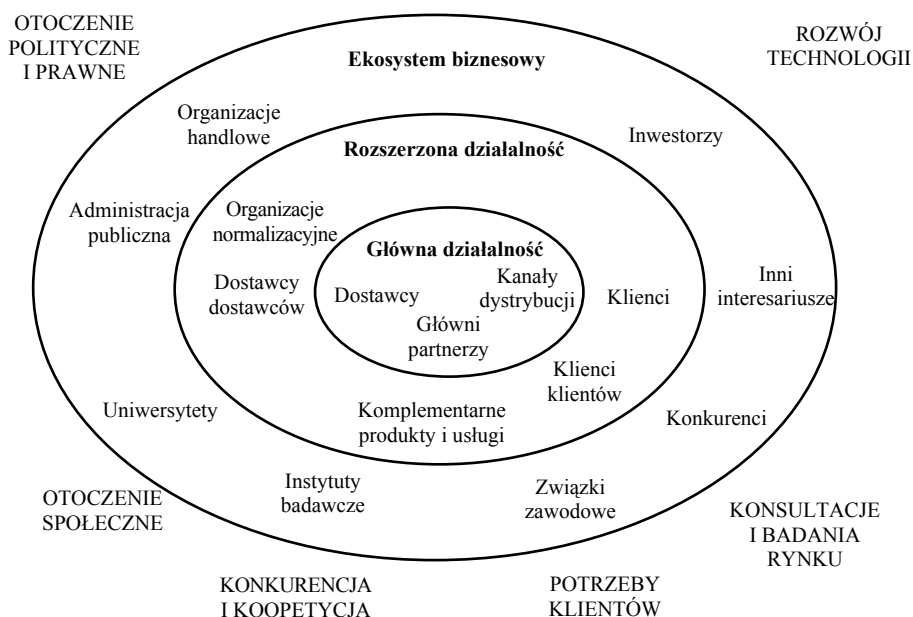 OTOCZENIE
POLITYCZNE
I PRAWNE
ROZWÓJ
TECHNOLOGII
Ekosystem biznesowy
Organizacje
handlowe
Inwestorzy
Rozszerzona działalność
Administracja
publiczna
Organizacje
normalizacyjne
Główna działalność
Dostawcy
dostawców
Dostawcy
Kanały
dystrybucji
Klienci
Inni
interesariusze
Główni
partnerzy
Klienci
klientów
Uniwersytety
Komplementarne
produkty i usługi
Konkurenci
Instytuty
badawcze
Związki
zawodowe
OTOCZENIE
SPOŁECZNE
KONSULTACJE
I BADANIA
RYNKU
KONKURENCJA
I KOOPETYCJA
POTRZEBY
KLIENTÓW